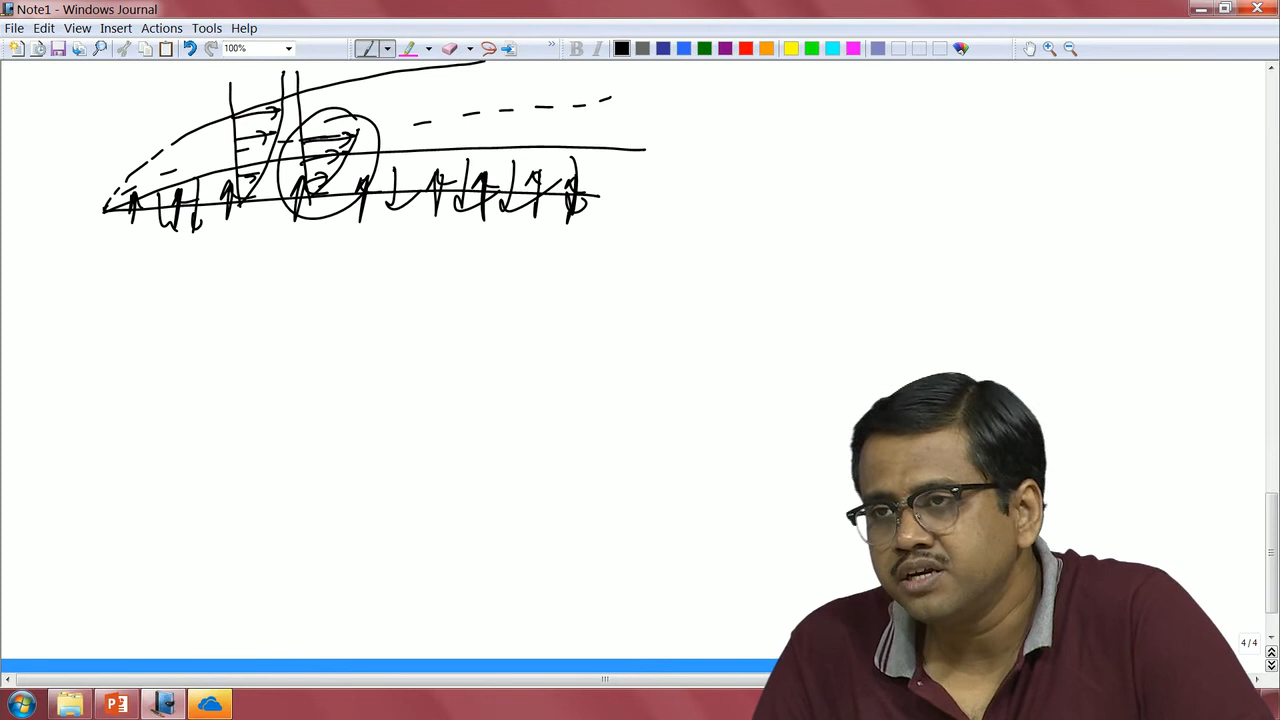 Note1 - Windows Journal
File Edit View Insert Actions Tools Help
100%
B I
4/4